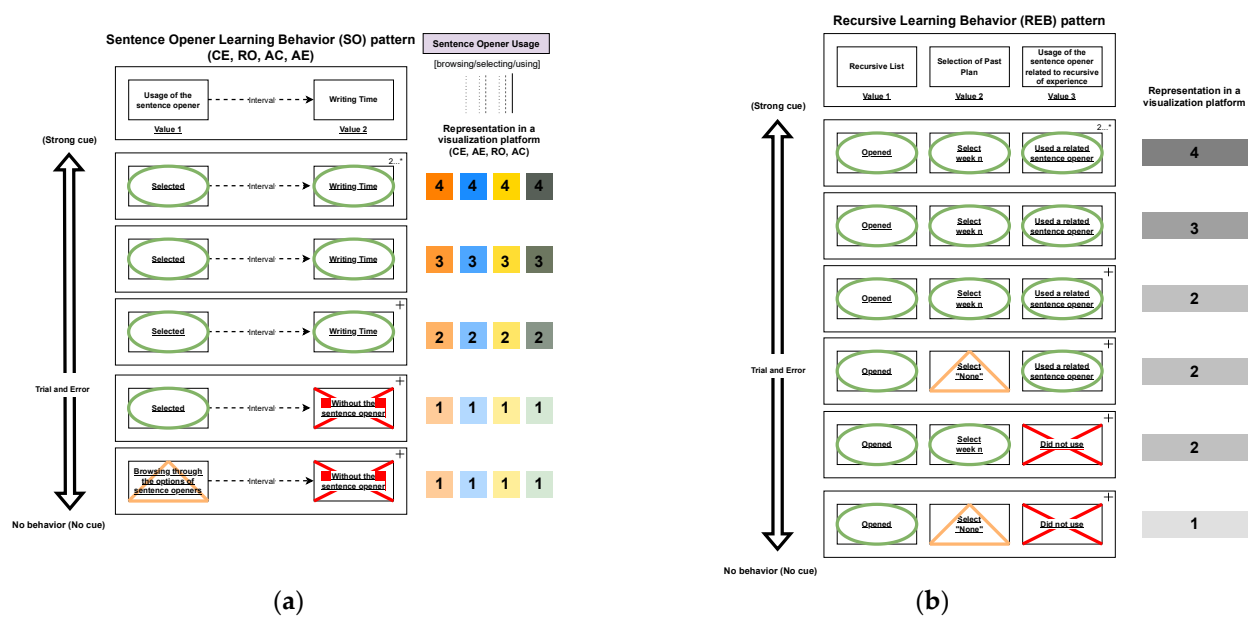 Sentence Opener Learning Behavior (SO) pattern
(CE, RO, AC, AE)
Sentence Opener Usage
[browsing/selecting/using]
Usage of the
sentence opener
Interval
Writing Time
Value 1
Value 2
(Strong cue)
Representation in a
visualization platform
(CE, AE, RO, AC)
2...*
Selected
Interval
Writing Time
4 4 4 4
Selected
Interval
Writing Time
3 3 3 3
+
Selected
Interval
Writing Time
2 2 2 2
Trial and Error
+
Selected
Interval
Without the
sentence opener
1 1 1 1
+
Browsing through
the options of
sentence openers
Interval
Without the
sentence opener
1 1 1 1
No behavior (No cue)
(a)
Recursive Learning Behavior (REB) pattern
Recursive List
Selection of Past
Plan
Usage of the
sentence opener
related to recursive
of experience
Value 1
Value 2
Value 3
Representation in a
visualization platform
(Strong cue)
2...*
Opened
Select
week n
Used a related
sentence opener
4
Opened
Select
week n
Used a related
sentence opener
3
+
Opened
Select
week n
Used a related
sentence opener
2
Trial and Error
+
Opened
Select
"None"
Used a related
sentence opener
2
+
Opened
Select
week n
Did not use
2
+
Opened
Select
"None"
Did not use
1
No behavior (No cue)
(b)